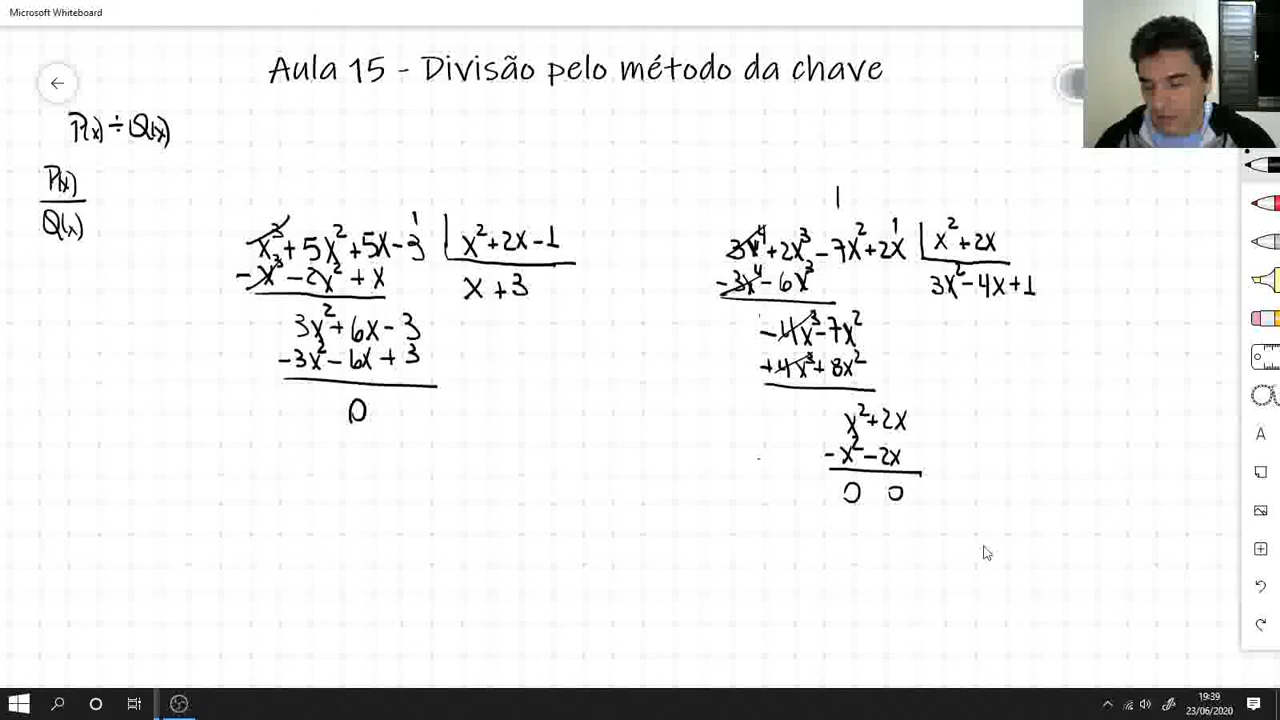 Microsoft Whiteboard
Aula 15 - Divisão pelo método da chave
P(x) ÷ Q(x)
P(x)
Q(x)
x³ + 5x² + 5x - 3 | x² + 2x - 1
- x³ - 2x² + x
x + 3
3x² + 6x - 3
- 3x² - 6x + 3
0
3x⁴ + 2x³ - 7x² + 2x | x² + 2x
- 3x⁴ - 6x³
3x² - 4x + 1
- 4x³ - 7x²
+ 4x³ + 8x²
x² + 2x
- x² - 2x
0 0
A
19:39
23/06/2020